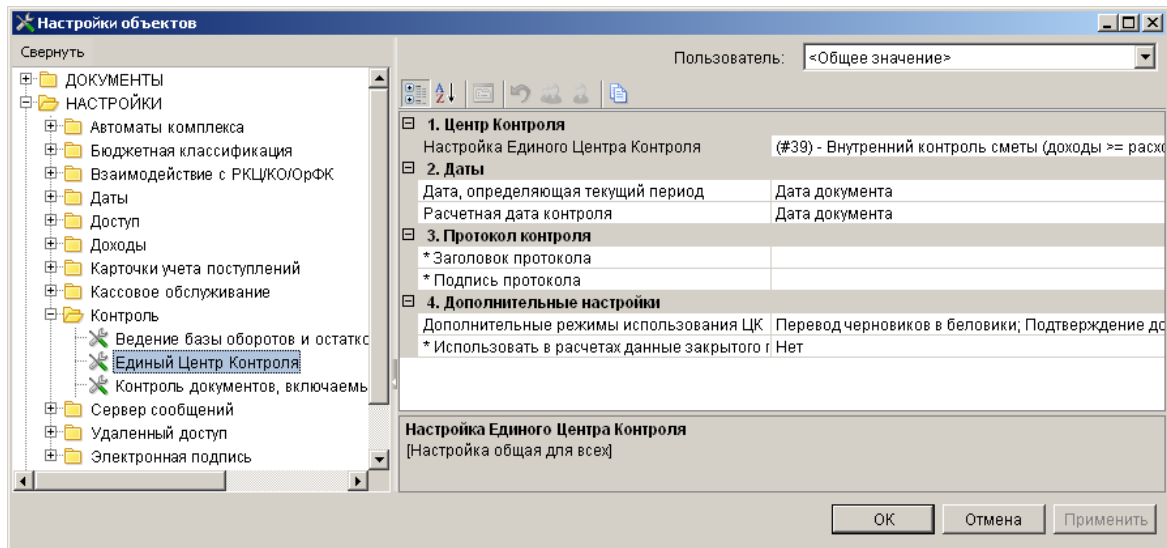 Настройки объектов
Свернуть
Пользователь: <Общее значение>
ДОКУМЕНТЫ
НАСТРОЙКИ
Автоматы комплекса
Бюджетная классификация
Взаимодействие с РКЦ/КО/ОрФК
Даты
Доступ
Доходы
Карточки учета поступлений
Кассовое обслуживание
Контроль
Ведение базы оборотов и остатко
Единый Центр Контроля
Контроль документов, включаемы
Сервер сообщений
Удаленный доступ
Электронная подпись
1. Центр Контроля
Настройка Единого Центра Контроля (#39) - Внутренний контроль сметы (доходы >= расхо
2. Даты
Дата, определяющая текущий период Дата документа
Расчетная дата контроля Дата документа
3. Протокол контроля
* Заголовок протокола
* Подпись протокола
4. Дополнительные настройки
Дополнительные режимы использования ЦК Перевод черновиков в беловики; Подтверждение до
* Использовать в расчетах данные закрытого г Нет
Настройка Единого Центра Контроля
[Настройка общая для всех]
ОК Отмена Применить